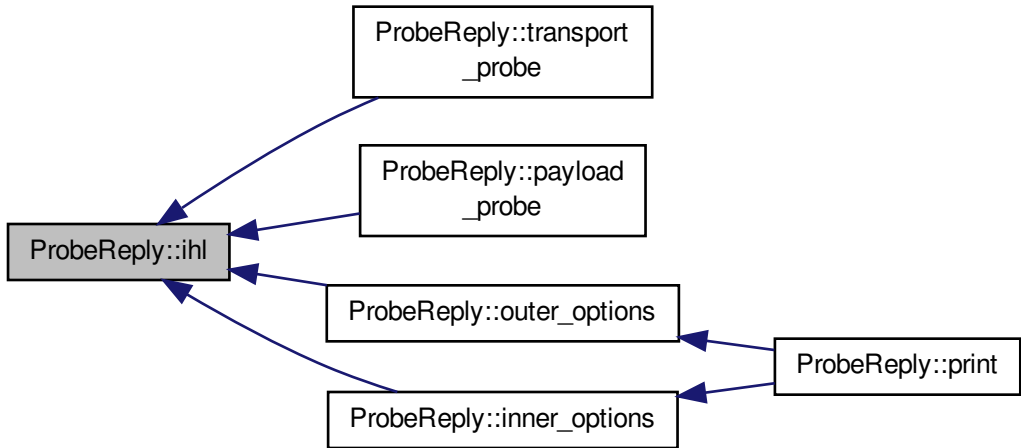 ProbeReply::transport
_probe
ProbeReply::payload
_probe
ProbeReply::ihl
ProbeReply::outer_options
ProbeReply::print
ProbeReply::inner_options